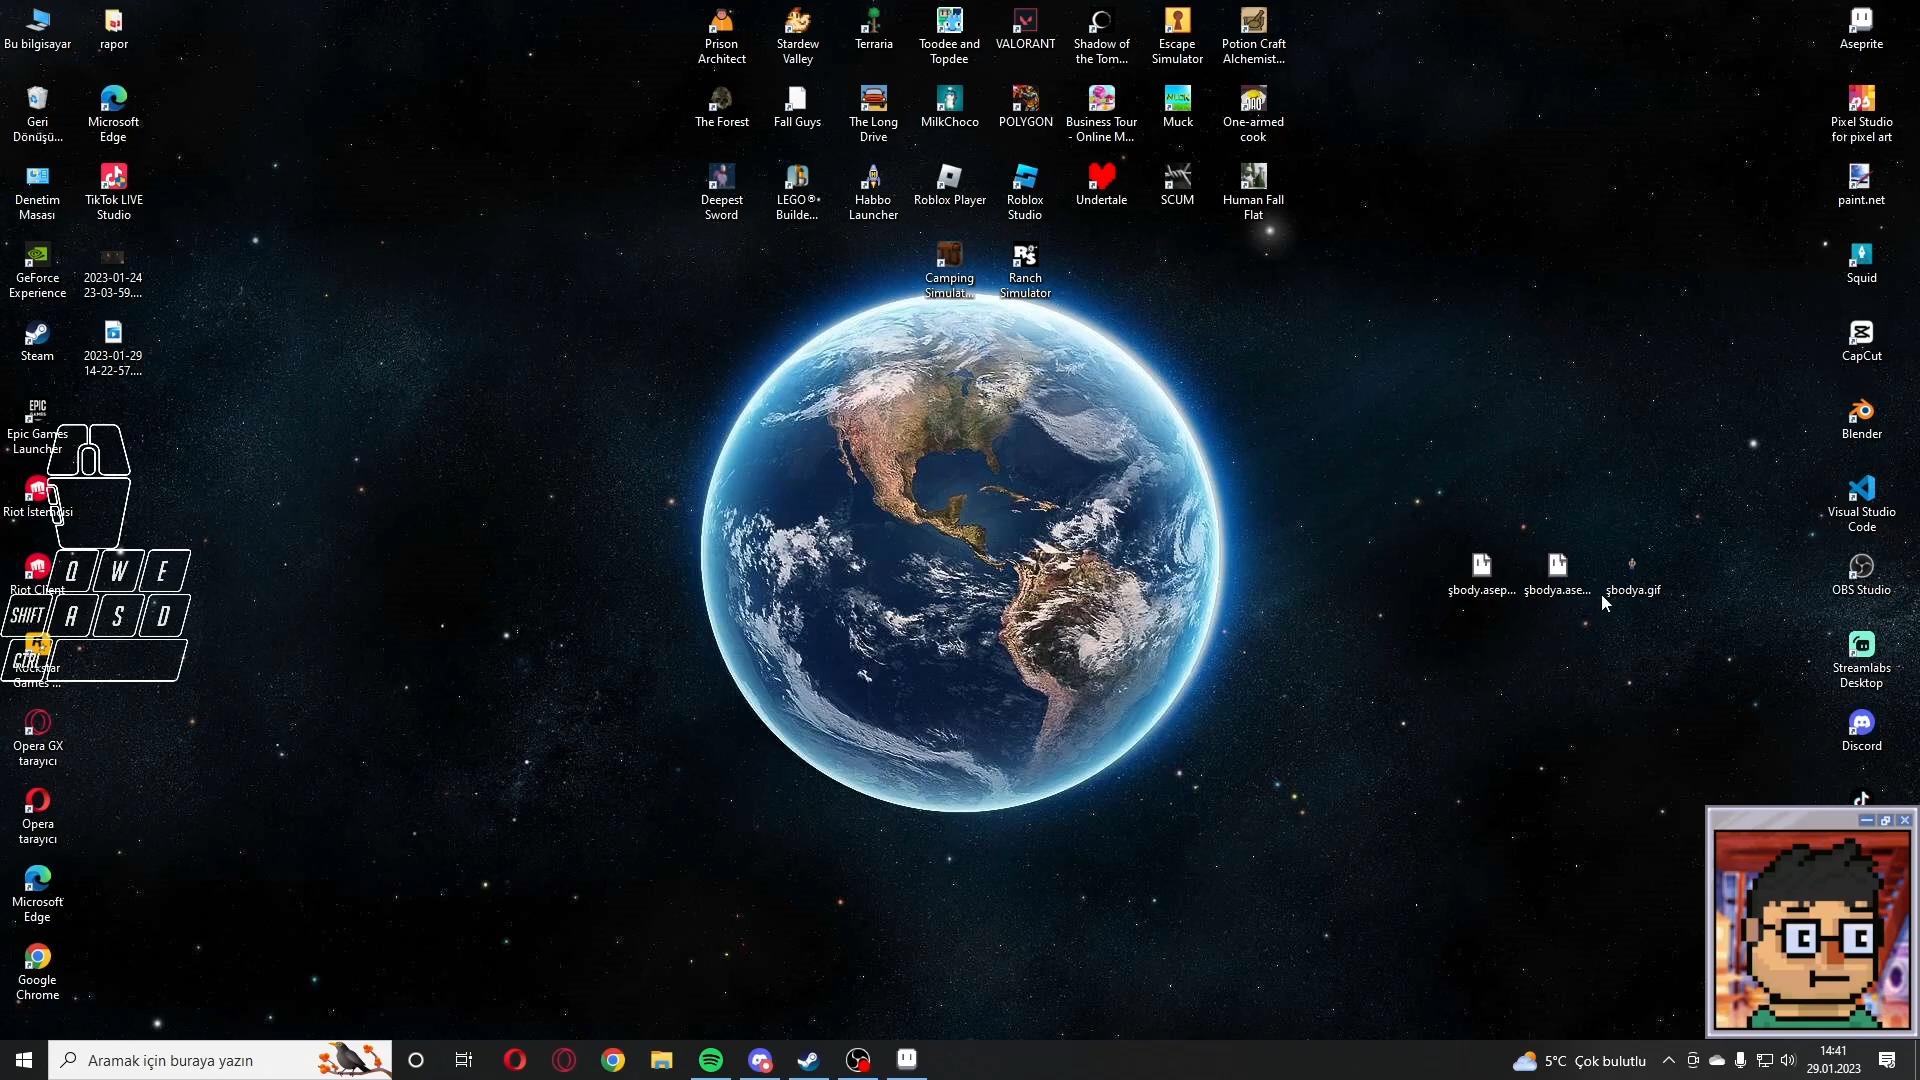 Bu bilgisayar
rapor
Prison
Architect
Stardew
Valley
Terraria
Toodee and
Topdee
VALORANT
Shadow of
the Tom...
Escape
Simulator
Potion Craft
Alchemist...
Aseprite
Geri
Dönüşü...
Microsoft
Edge
The Forest
Fall Guys
The Long
Drive
MilkChoco
POLYGON
Business Tour
- Online M...
Muck
One-armed
cook
Pixel Studio
for pixel art
Denetim
Masası
TikTok LIVE
Studio
Deepest
Sword
LEGO®
Builde...
Habbo
Launcher
Roblox Player
Roblox
Studio
Undertale
SCUM
Human Fall
Flat
paint.net
GeForce
Experience
2023-01-24
23-03-59....
Camping
Simulat...
Ranch
Simulator
Squid
Steam
2023-01-29
14-22-57....
CapCut
EPIC
GAMES
Epic Games
Launcher
Blender
Riot İstemcisi
Visual Studio
Code
Riot Client
Q W E
şbody.asep...
şbodya.ase...
şbodya.gif
OBS Studio
SHIFT A S D
CTRL
Rockstar
Games ...
Streamlabs
Desktop
Opera GX
tarayıcı
Discord
Opera
tarayıcı
Microsoft
Edge
Google
Chrome
Aramak için buraya yazın
5°C Çok bulutlu
14:41
29.01.2023